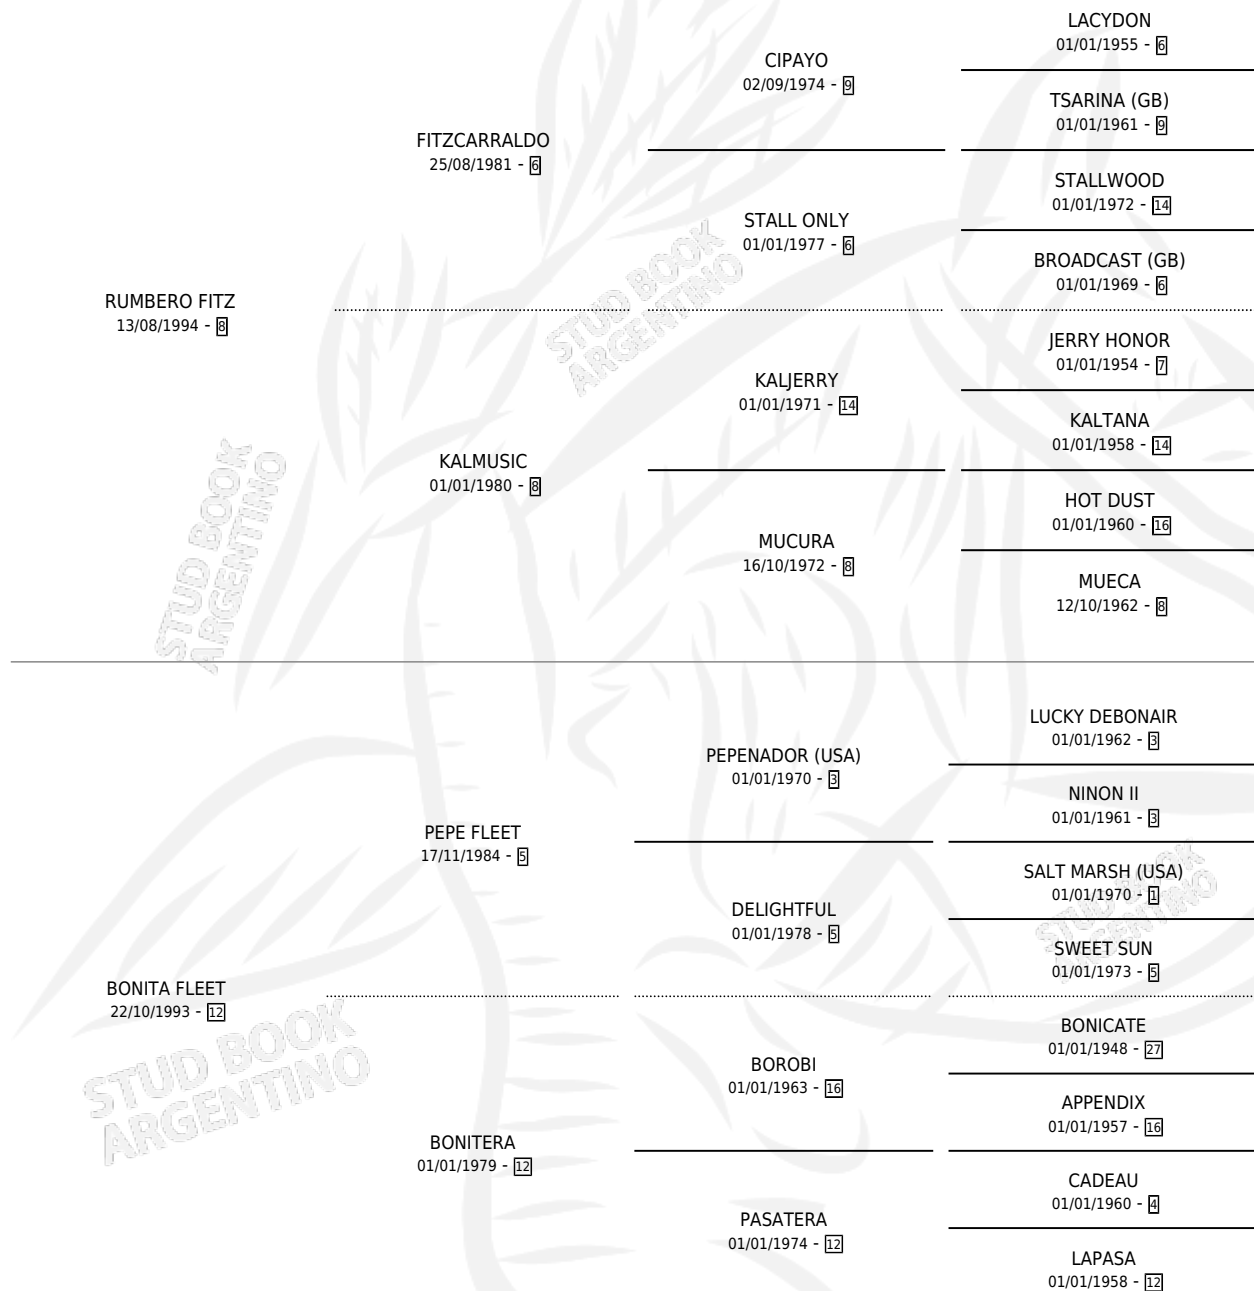 LACYDON
01/01/1955 - 6
CIPAYO
02/09/1974 - 9
TSARINA (GB)
01/01/1961 - 9
FITZCARRALDO
25/08/1981 - 6
STALLWOOD
01/01/1972 - 14
STALL ONLY
01/01/1977 - 6
BROADCAST (GB)
01/01/1969 - 6
RUMBERO FITZ
13/08/1994 - 8
STUD BOOK
ARGENTINO
JERRY HONOR
01/01/1954 - 7
KALJERRY
01/01/1971 - 14
KALTANA
01/01/1958 - 14
KALMUSIC
01/01/1980 - 8
HOT DUST
01/01/1960 - 16
MUCURA
16/10/1972 - 8
MUECA
12/10/1962 - 8
STUD BOOK
ARGENTINO
LUCKY DEBONAIR
01/01/1962 - 3
PEPENADOR (USA)
01/01/1970 - 3
NINON II
01/01/1961 - 3
PEPE FLEET
17/11/1984 - 5
SALT MARSH (USA)
01/01/1970 - 1
DELIGHTFUL
01/01/1978 - 5
STUD BOOK
ARGENTINO
SWEET SUN
01/01/1973 - 5
BONITA FLEET
22/10/1993 - 12
BONICATE
01/01/1948 - 27
BOROBI
01/01/1963 - 16
APPENDIX
01/01/1957 - 16
STUD BOOK
ARGENTINO
BONITERA
01/01/1979 - 12
CADEAU
01/01/1960 - 4
PASATERA
01/01/1974 - 12
LAPASA
01/01/1958 - 12